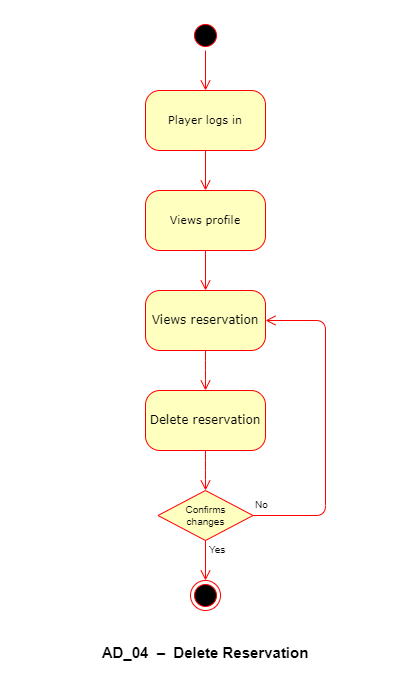 Player logs in
Views profile
Views reservation
Delete reservation
Confirms
changes
No
Yes
AD_04 – Delete Reservation